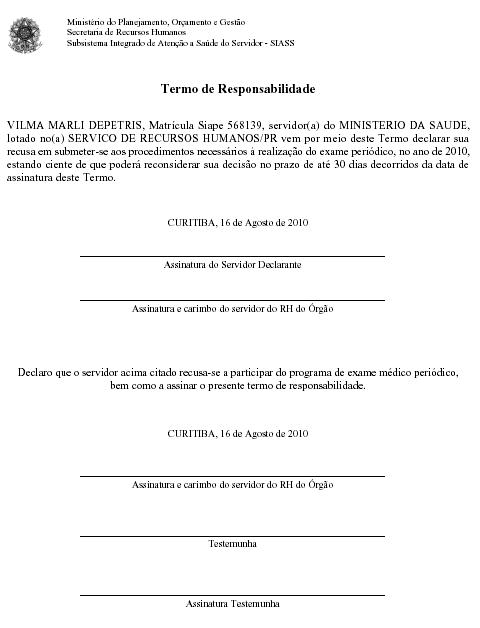 Ministério do Planejamento, Orçamento e Gestão
Secretaria de Recursos Humanos
Subsistema Integrado de Atenção a Saúde do Servidor - SIASS
Termo de Responsabilidade
VILMA MARLI DEPETRIS, Matrícula Siape 568139, servidor(a) do MINISTERIO DA SAUDE,
lotado no(a) SERVICO DE RECURSOS HUMANOS/PR vem por meio deste Termo declarar sua
recusa em submeter-se aos procedimentos necessários à realização do exame periódico, no ano de 2010,
estando ciente de que poderá reconsiderar sua decisão no prazo de até 30 dias decorridos da data de
assinatura deste Termo.
CURITIBA, 16 de Agosto de 2010
Assinatura do Servidor Declarante
Assinatura e carimbo do servidor do RH do Órgão
Declaro que o servidor acima citado recusa-se a participar do programa de exame médico periódico,
bem como a assinar o presente termo de responsabilidade.
CURITIBA, 16 de Agosto de 2010
Assinatura e carimbo do servidor do RH do Órgão
Testemunha
Assinatura Testemunha